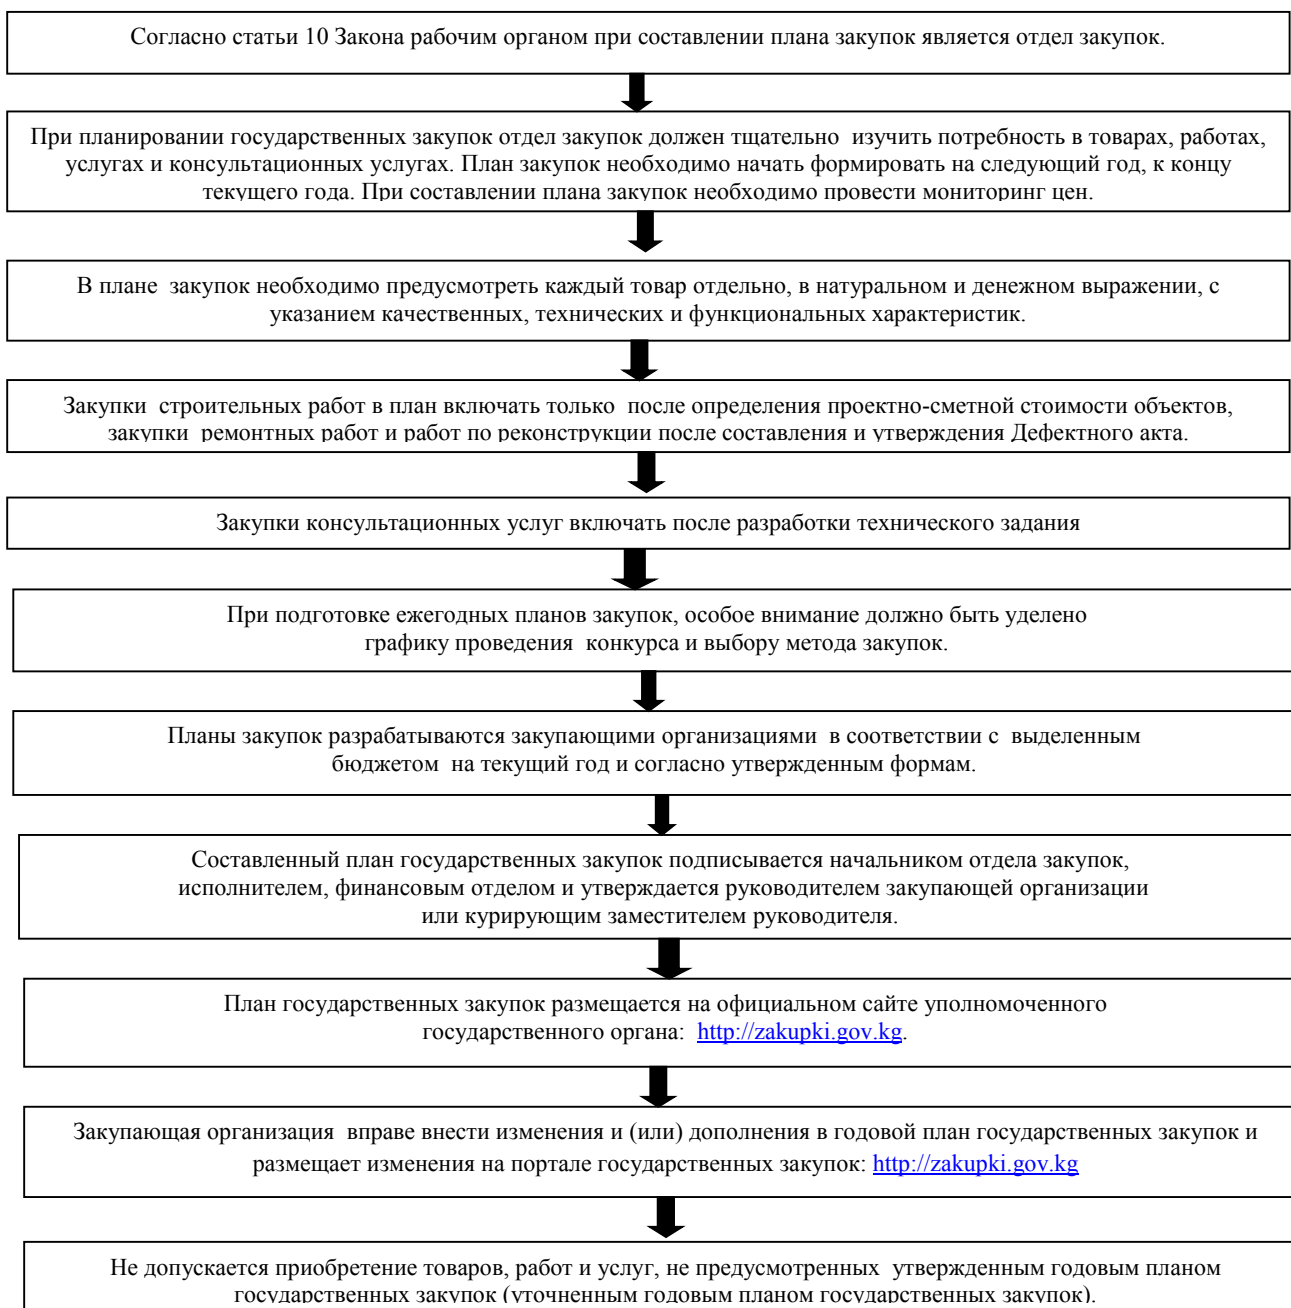 Согласно статьи 10 Закона рабочим органом при составлении плана закупок является отдел закупок.
При планировании государственных закупок отдел закупок должен тщательно изучить потребность в товарах, работах,
услугах и консультационных услугах. План закупок необходимо начать формировать на следующий год, к концу
текущего года. При составлении плана закупок необходимо провести мониторинг цен.
В плане закупок необходимо предусмотреть каждый товар отдельно, в натуральном и денежном выражении, с
указанием качественных, технических и функциональных характеристик.
Закупки строительных работ в план включать только после определения проектно-сметной стоимости объектов,
закупки ремонтных работ и работ по реконструкции после составления и утверждения Дефектного акта.
Закупки консультационных услуг включать после разработки технического задания
При подготовке ежегодных планов закупок, особое внимание должно быть уделено
графику проведения конкурса и выбору метода закупок.
Планы закупок разрабатываются закупающими организациями в соответствии с выделенным
бюджетом на текущий год и согласно утвержденным формам.
Составленный план государственных закупок подписывается начальником отдела закупок,
исполнителем, финансовым отделом и утверждается руководителем закупающей организации
или курирующим заместителем руководителя.
План государственных закупок размещается на официальном сайте уполномоченного
государственного органа: http://zakupki.gov.kg.
Закупающая организация вправе внести изменения и (или) дополнения в годовой план государственных закупок и
размещает изменения на портале государственных закупок: http://zakupki.gov.kg
Не допускается приобретение товаров, работ и услуг, не предусмотренных утвержденным годовым планом
государственных закупок (уточненным годовым планом государственных закупок).